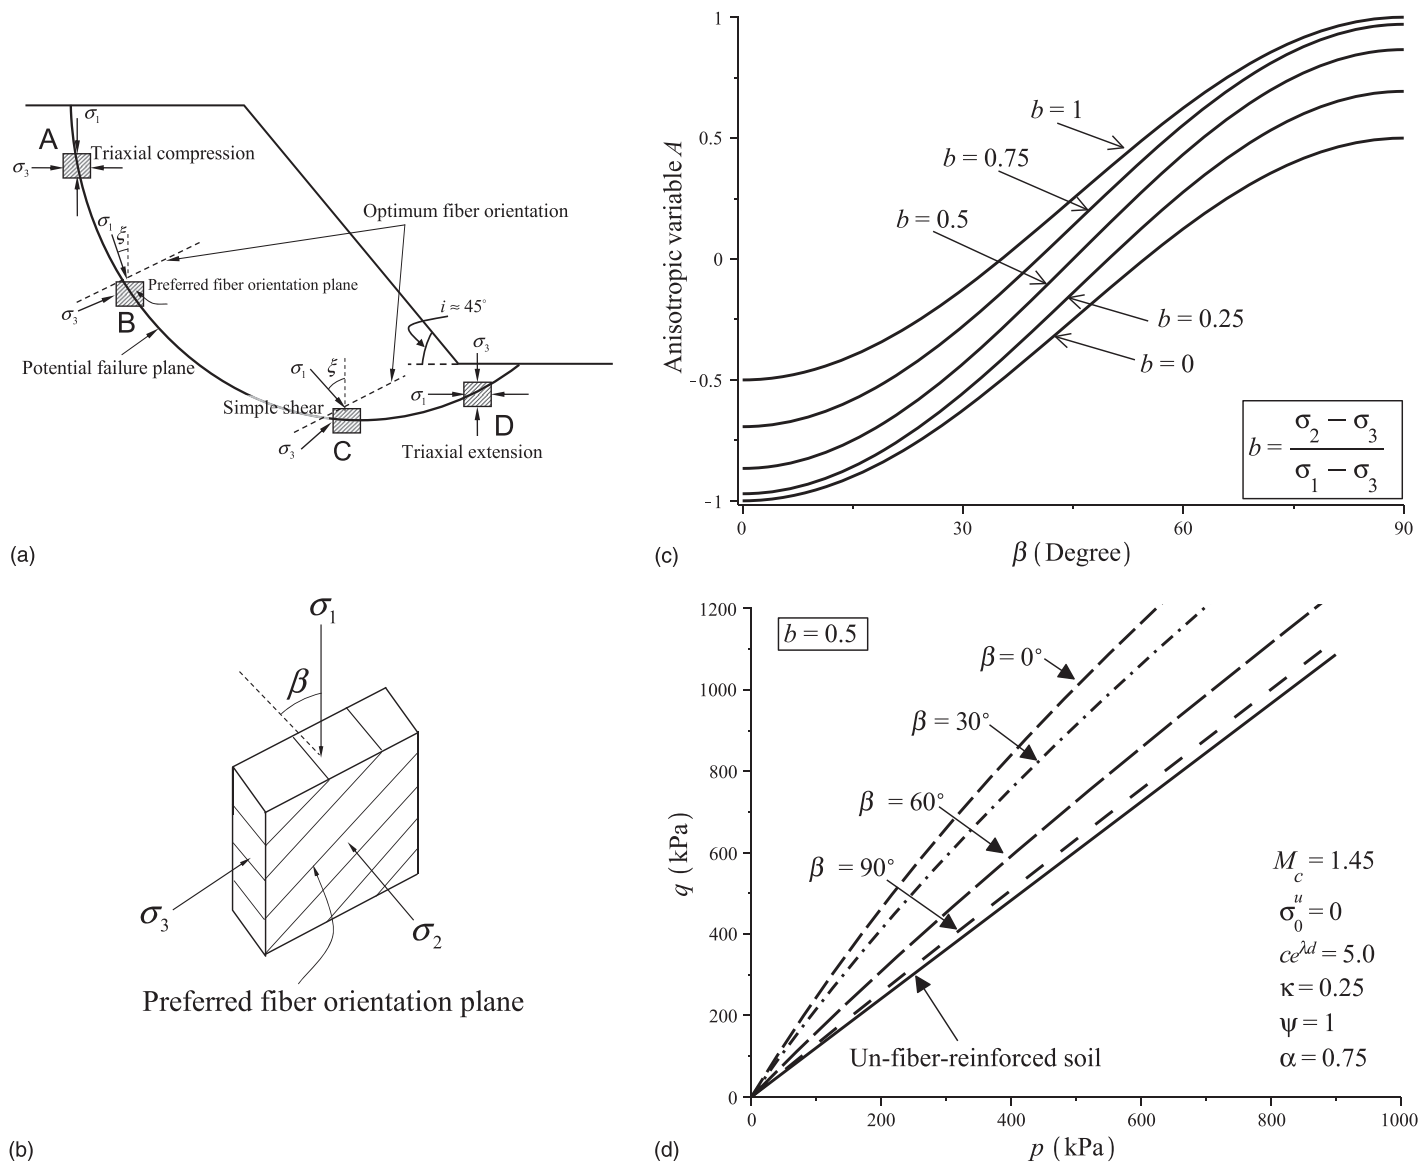 σ1
A
Triaxial compression
σ3
Optimum fiber orientation
σ1
ξ
Preferred fiber orientation plane
σ3
B
i ≈ 45°
Potential failure plane
σ1
ξ
σ3
Simple shear
σ1
D
σ3
C
Triaxial extension
(a)
1
0.5
0
-0.5
-1
Anisotropic variable A
b = 1
b = 0.75
b = 0.5
b = 0.25
b = 0
b = (σ2 − σ3) / (σ1 − σ3)
0
30
60
90
β (Degree)
(c)
σ1
β
σ3
σ2
Preferred fiber orientation plane
(b)
1200
1000
800
600
400
200
0
q (kPa)
b = 0.5
β = 0°
β = 30°
β = 60°
β = 90°
Un-fiber-reinforced soil
Mc = 1.45
σ0^u = 0
ce^λd = 5.0
κ = 0.25
ψ = 1
α = 0.75
0
200
400
600
800
1000
p (kPa)
(d)